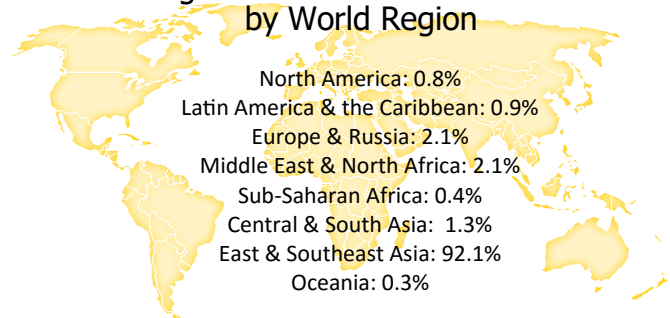 by World Region
North America: 0.8%
Latin America & the Caribbean: 0.9%
Europe & Russia: 2.1%
Middle East & North Africa: 2.1%
Sub-Saharan Africa: 0.4%
Central & South Asia:  1.3%
East & Southeast Asia: 92.1%
Oceania: 0.3%